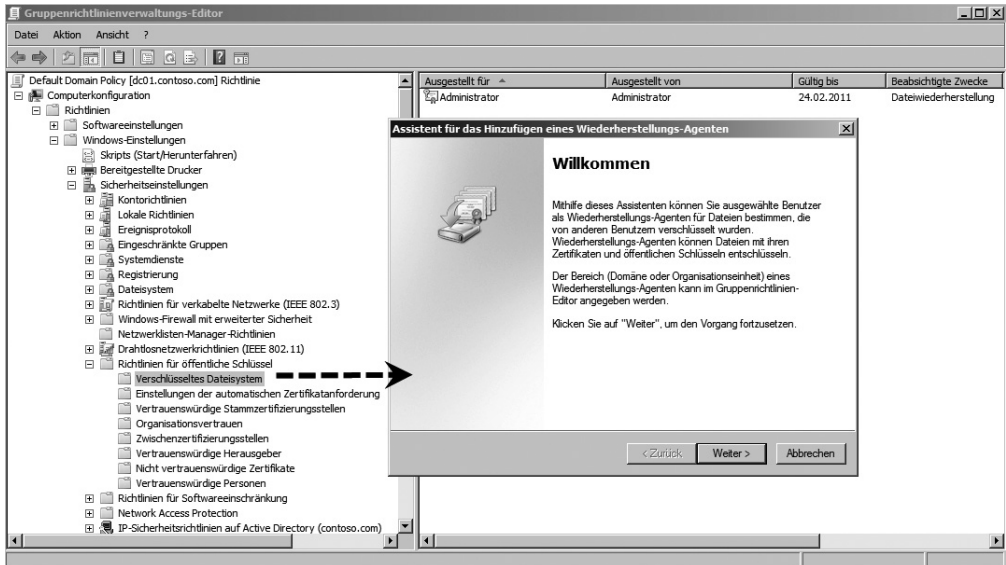 Gruppenrichtlinienverwaltungs-Editor
Datei Aktion Ansicht ?
Default Domain Policy [dc01.contoso.com] Richtlinie
Computerkonfiguration
Richtlinien
Softwareeinstellungen
Windows-Einstellungen
Skripts (Start/Herunterfahren)
Bereitgestellte Drucker
Sicherheitseinstellungen
Kontorichtlinien
Lokale Richtlinien
Ereignisprotokoll
Eingeschränkte Gruppen
Systemdienste
Registrierung
Dateisystem
Richtlinien für verkabelte Netzwerke (IEEE 802.3)
Windows-Firewall mit erweiterter Sicherheit
Netzwerklisten-Manager-Richtlinien
Drahtlosnetzwerkrichtlinien (IEEE 802.11)
Richtlinien für öffentliche Schlüssel
Verschlüsseltes Dateisystem
Einstellungen der automatischen Zertifikatanforderung
Vertrauenswürdige Stammzertifizierungsstellen
Organisationsvertrauen
Zwischenzertifizierungsstellen
Vertrauenswürdige Herausgeber
Nicht vertrauenswürdige Zertifikate
Vertrauenswürdige Personen
Richtlinien für Softwareeinschränkung
Network Access Protection
IP-Sicherheitsrichtlinien auf Active Directory (contoso.com)
Ausgestellt für Ausgestellt von Gültig bis Beabsichtigte Zwecke
Administrator Administrator 24.02.2011 Dateiwiederherstellung
Assistent für das Hinzufügen eines Wiederherstellungs-Agenten
Willkommen
Mithilfe dieses Assistenten können Sie ausgewählte Benutzer
als Wiederherstellungs-Agenten für Dateien bestimmen, die
von anderen Benutzern verschlüsselt wurden.
Wiederherstellungs-Agenten können Dateien mit ihren
Zertifikaten und öffentlichen Schlüsseln entschlüsseln.
Der Bereich (Domäne oder Organisationseinheit) eines
Wiederherstellungs-Agenten kann im Gruppenrichtlinien-
Editor angegeben werden.
Klicken Sie auf "Weiter", um den Vorgang fortzusetzen.
< Zurück Weiter > Abbrechen